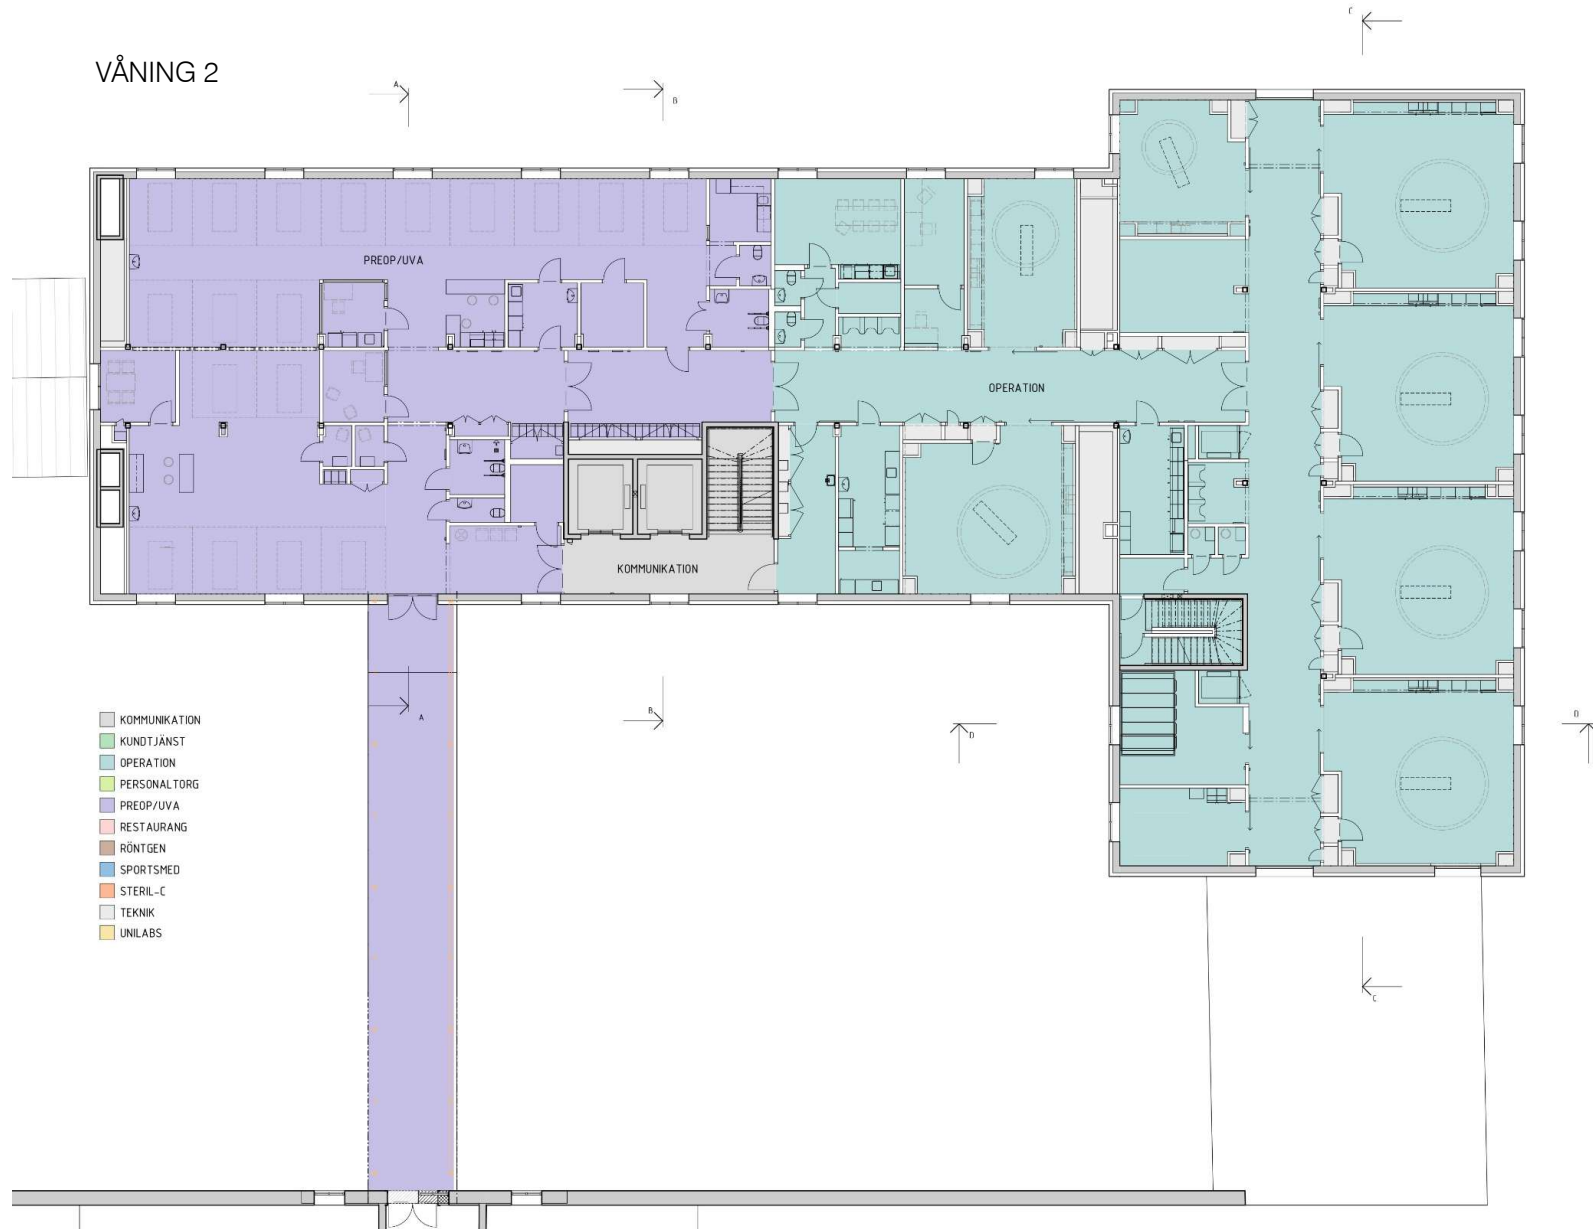 C
VÅNING 2
A
B
PREOP/UVA
OPERATION
KOMMUNIKATION
B
A
D
D
KOMMUNIKATION
KUNDTJÄNST
OPERATION
PERSONALTORG
PREOP/UVA
RESTAURANG
RÖNTGEN
SPORTSMED
STERIL-C
TEKNIK
UNILABS
C